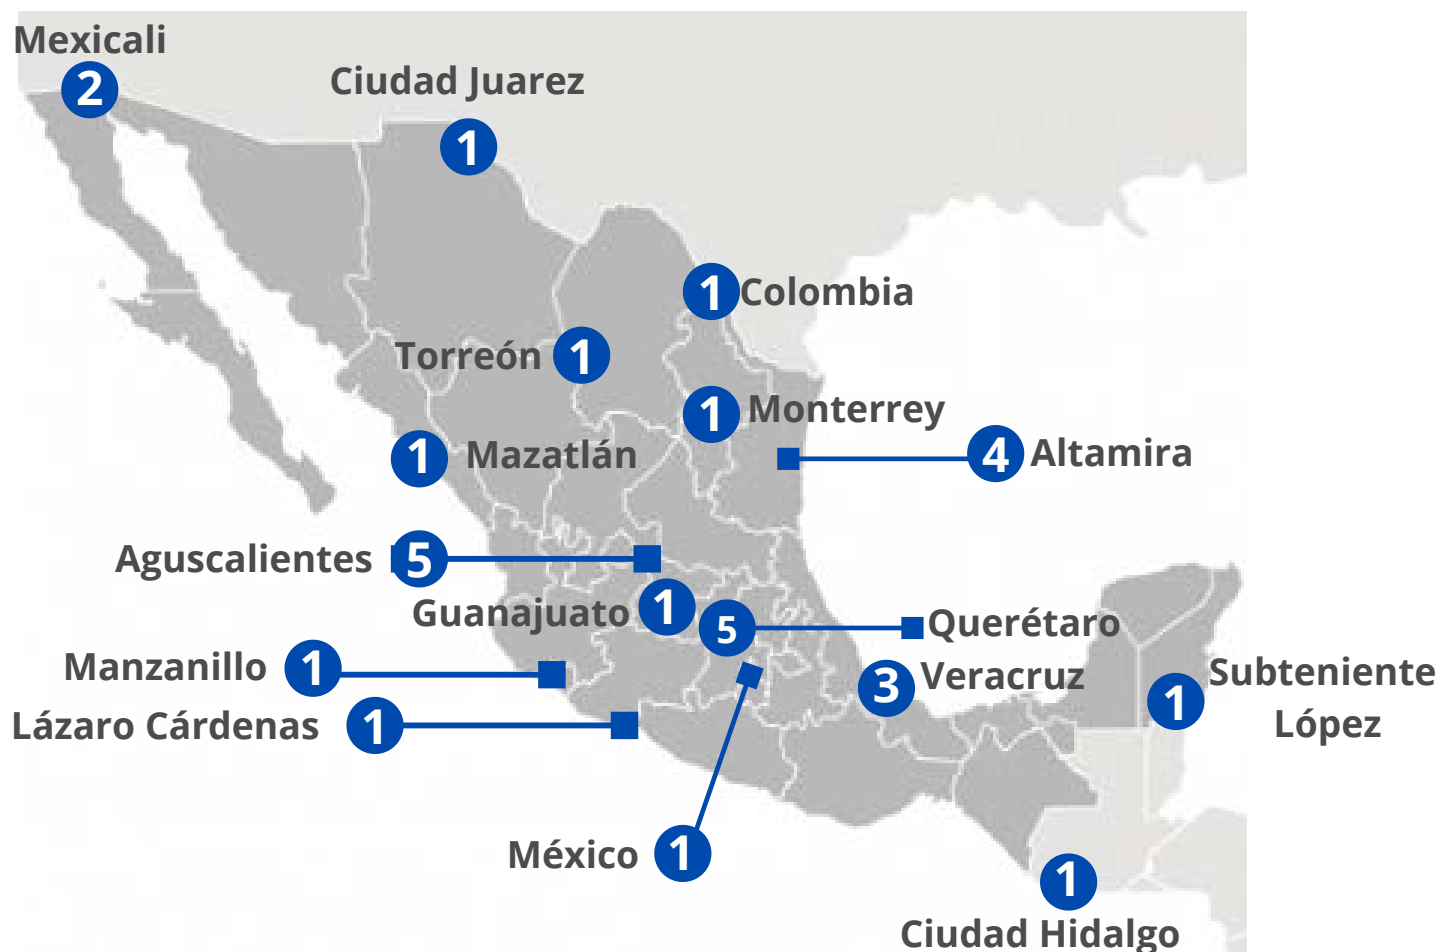 Mexicali
2
Ciudad Juarez
1
1 Colombia
Torreón 1
1 Monterrey
1 Mazatlán
4 Altamira
Aguscalientes 5
Guanajuato 1
5 Querétaro
Manzanillo 1
3 Veracruz
1 Subteniente
López
Lázaro Cárdenas 1
México 1
1
Ciudad Hidalgo